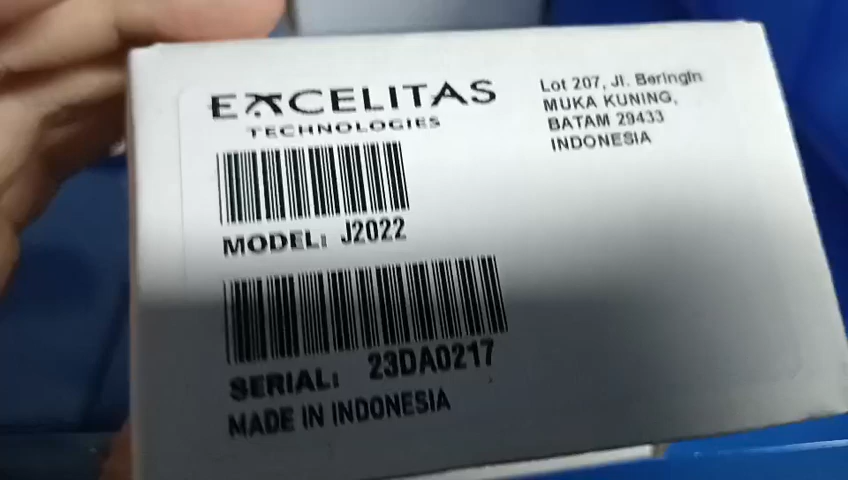 EXCELITAS
TECHNOLOGIES
Lot 207, Jl. Beringin
MUKA KUNING,
BATAM 29433
INDONESIA
MODEL: J2022
SERIAL: 23DA0217
MADE IN INDONESIA